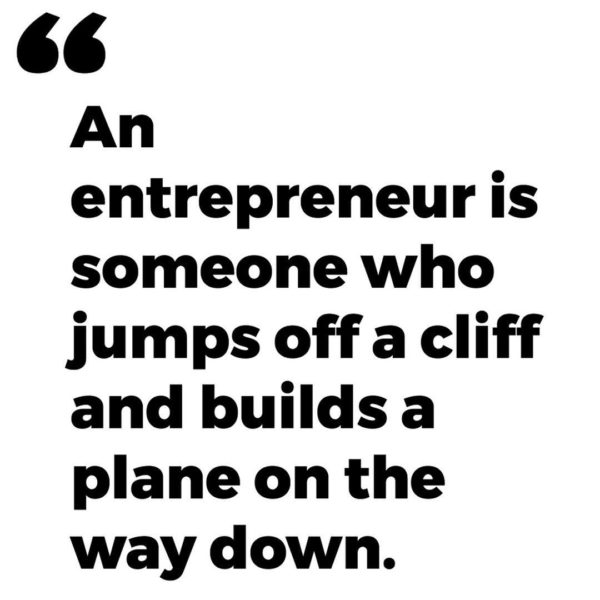 “
An
entrepreneur is
someone who
jumps off a cliff
and builds a
plane on the
way down.